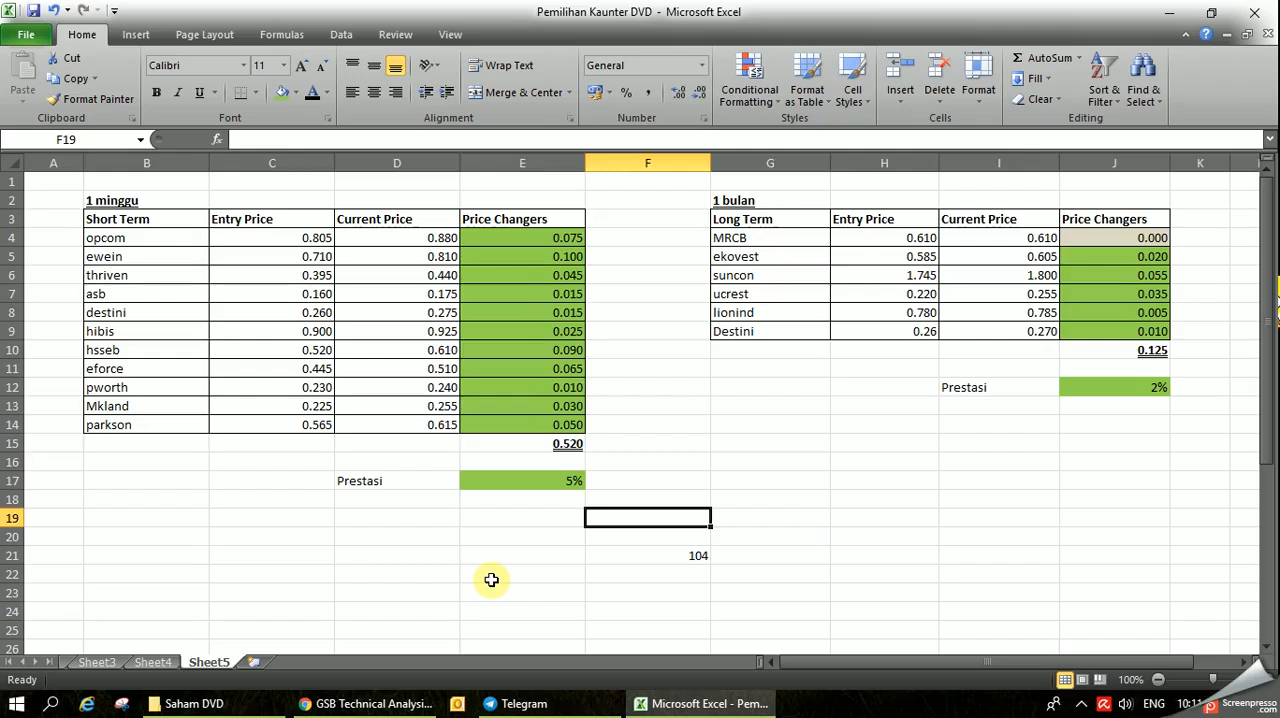 Pemilihan Kaunter DVD - Microsoft Excel
File Home Insert Page Layout Formulas Data Review View
Cut
Copy
Format Painter
Paste
Clipboard
Calibri 11
B I U
Font
Wrap Text
Merge & Center
Alignment
General
% ,
Number
Conditional Formatting
Format as Table
Cell Styles
Styles
Insert Delete Format
Cells
AutoSum
Fill
Clear
Sort & Filter
Find & Select
Editing
F19 fx
A B C D E F G H I J K
1
2 1 minggu 1 bulan
3 Short Term Entry Price Current Price Price Changers Long Term Entry Price Current Price Price Changers
4 opcom 0.805 0.880 0.075 MRCB 0.610 0.610 0.000
5 ewein 0.710 0.810 0.100 ekovest 0.585 0.605 0.020
6 thriven 0.395 0.440 0.045 suncon 1.745 1.800 0.055
7 asb 0.160 0.175 0.015 ucrest 0.220 0.255 0.035
8 destini 0.260 0.275 0.015 lionind 0.780 0.785 0.005
9 hibis 0.900 0.925 0.025 Destini 0.26 0.270 0.010
10 hsseb 0.520 0.610 0.090 0.125
11 eforce 0.445 0.510 0.065
12 pworth 0.230 0.240 0.010 Prestasi 2%
13 Mkland 0.225 0.255 0.030
14 parkson 0.565 0.615 0.050
15 0.520
16
17 Prestasi 5%
18
19
20
21 104
22
23
24
25
26
Sheet3 Sheet4 Sheet5
Ready 100%
Saham DVD GSB Technical Analysi... Telegram Microsoft Excel - Pem... ENG
Screenpresso
.com